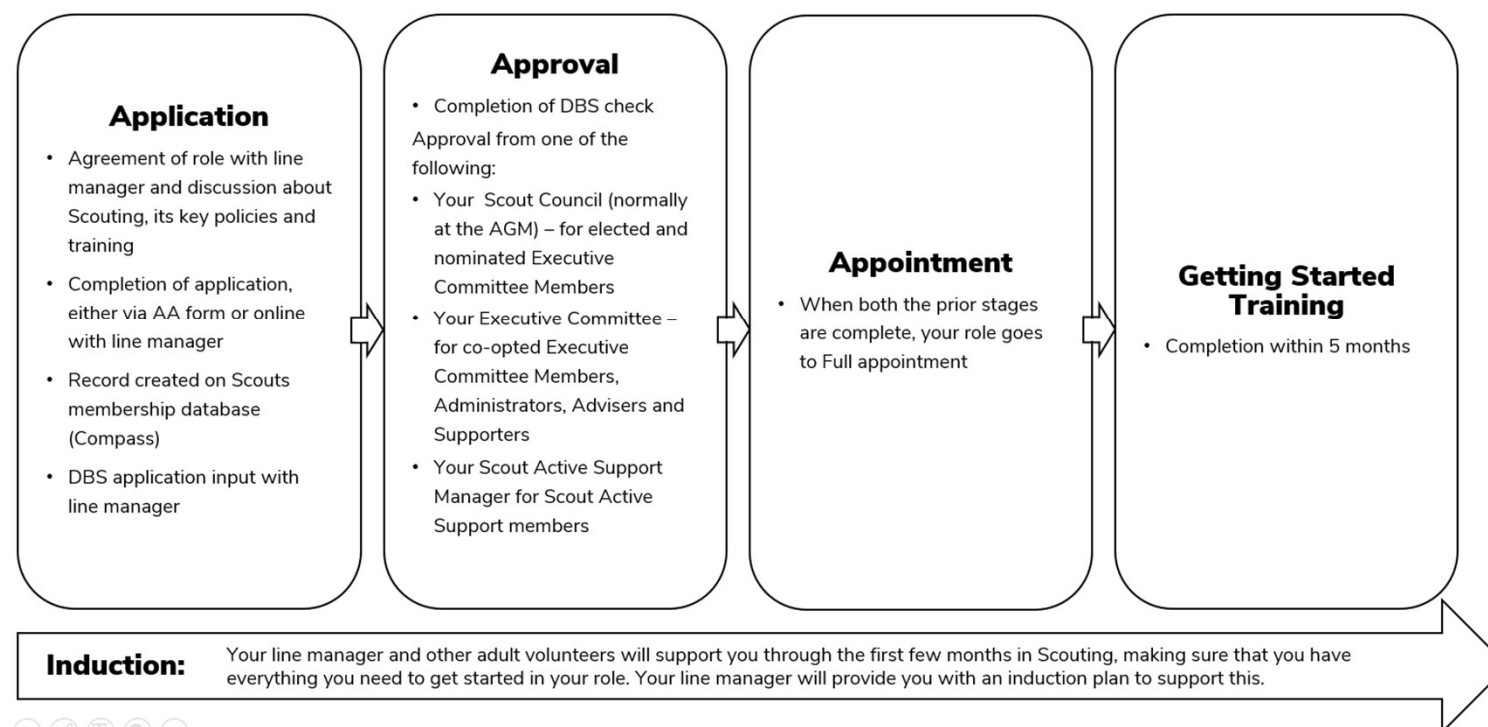 Application
• Agreement of role with line
manager and discussion about
Scouting, its key policies and
training
• Completion of application,
either via AA form or online
with line manager
• Record created on Scouts
membership database
(Compass)
• DBS application input with
line manager
Approval
• Completion of DBS check
Approval from one of the
following:
• Your  Scout Council (normally
at the AGM) – for elected and
nominated Executive
Committee Members
• Your Executive Committee –
for co-opted Executive
Committee Members,
Administrators, Advisers and
Supporters
• Your Scout Active Support
Manager for Scout Active
Support members
Appointment
• When both the prior stages
are complete, your role goes
to Full appointment
Getting Started
Training
• Completion within 5 months
Induction:
Your line manager and other adult volunteers will support you through the first few months in Scouting, making sure that you have
everything you need to get started in your role. Your line manager will provide you with an induction plan to support this.